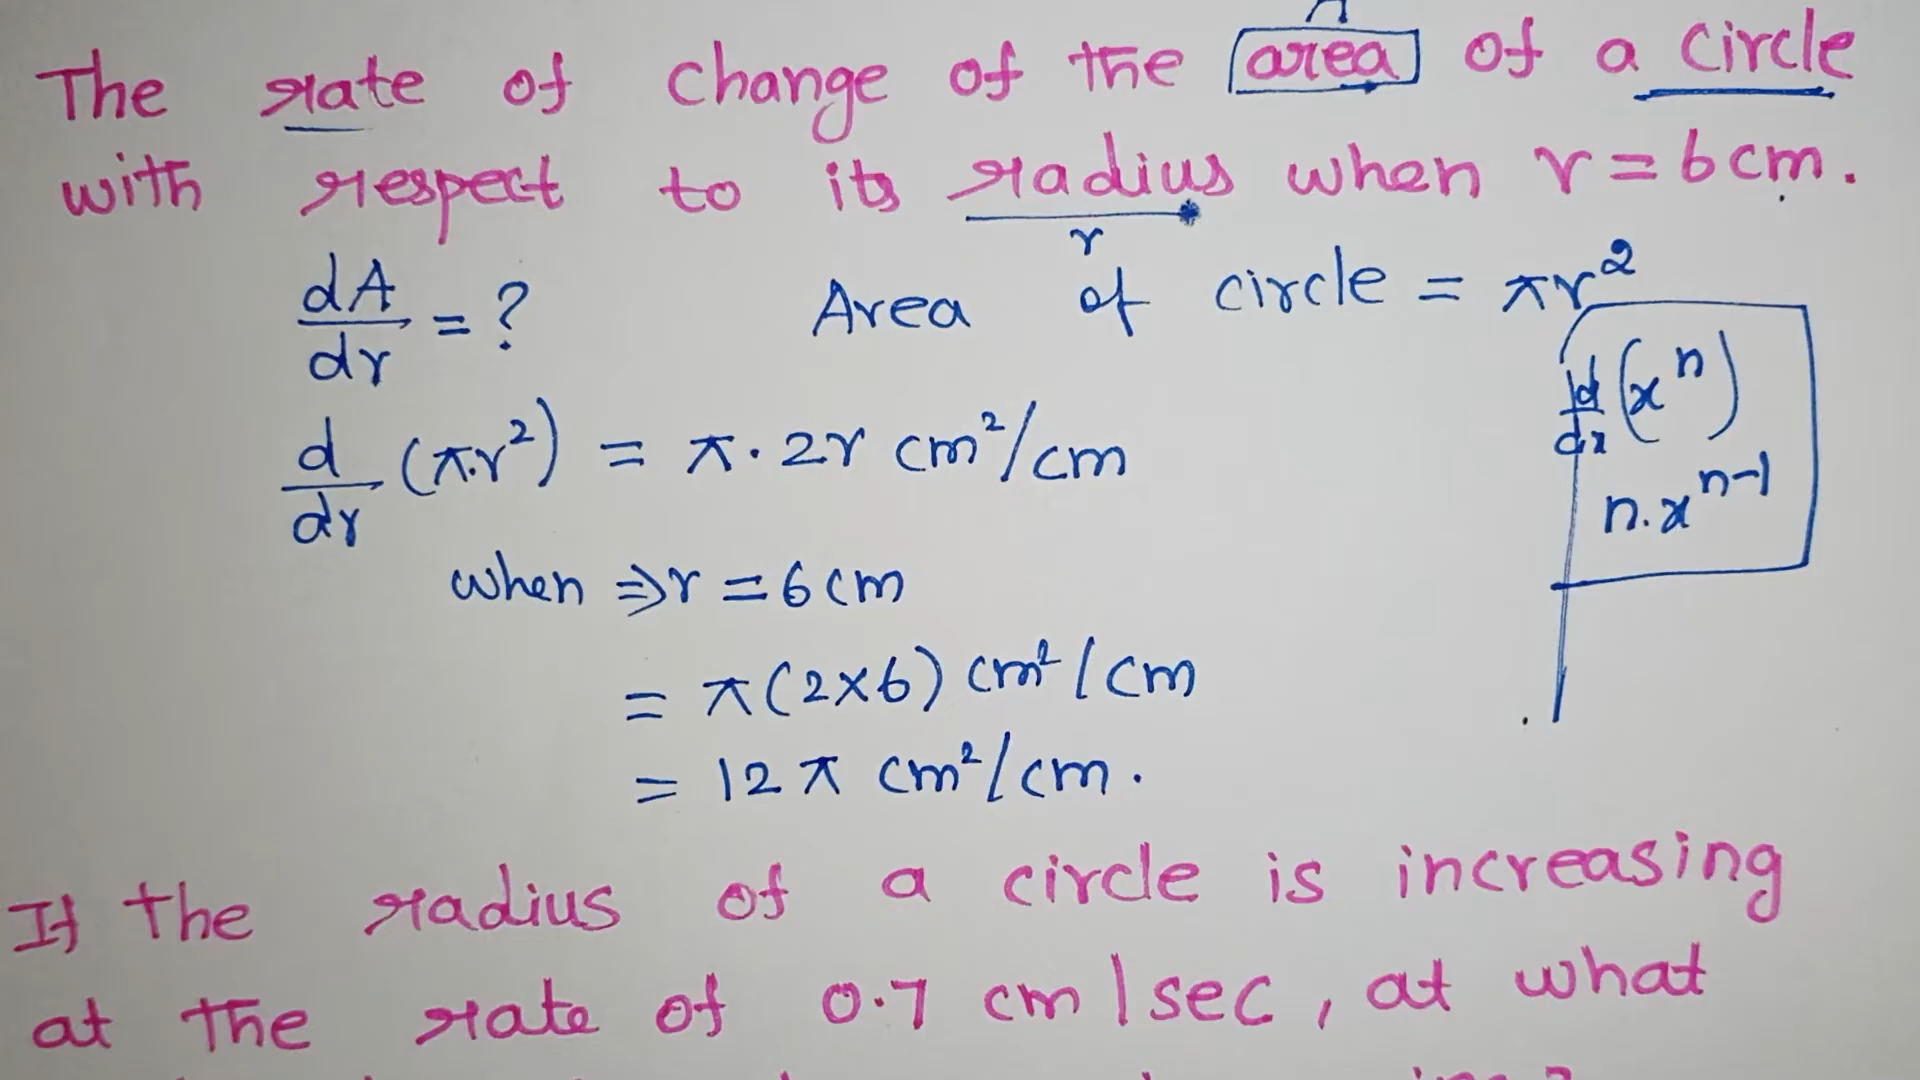 A
The rate of change of the area of a circle
with respect to its radius when r = 6cm.
r
dA/dr = ? Area of circle = πr²
d/dx (xⁿ)
d/dr (π.r²) = π. 2r cm²/cm
n.xⁿ⁻¹
when ⇒ r = 6cm
= π(2×6) cm²/cm
= 12π cm²/cm.
If the radius of a circle is increasing
at the rate of 0.7 cm/sec, at what